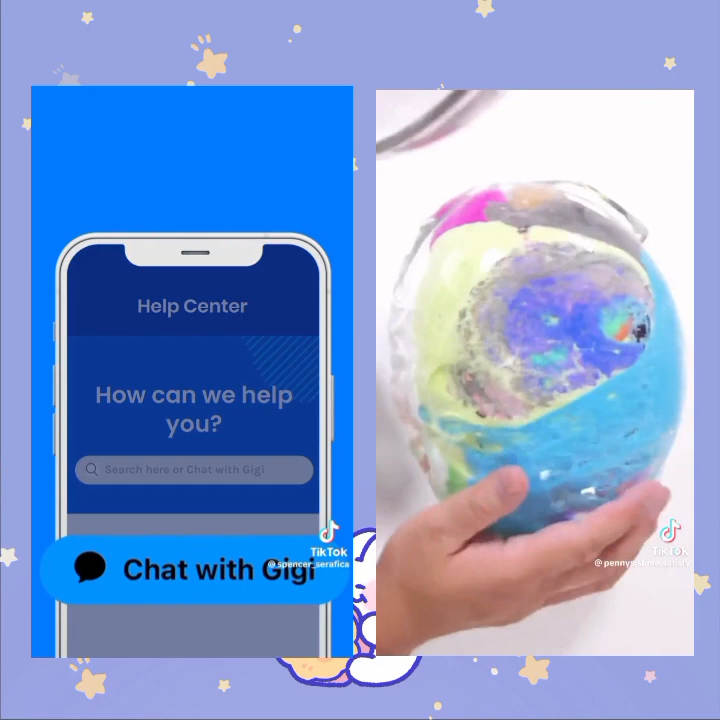 Help Center
How can we help
you?
Search here or Chat with Gigi
Chat with Gigi
TikTok
@spencer_serafica
TikTok